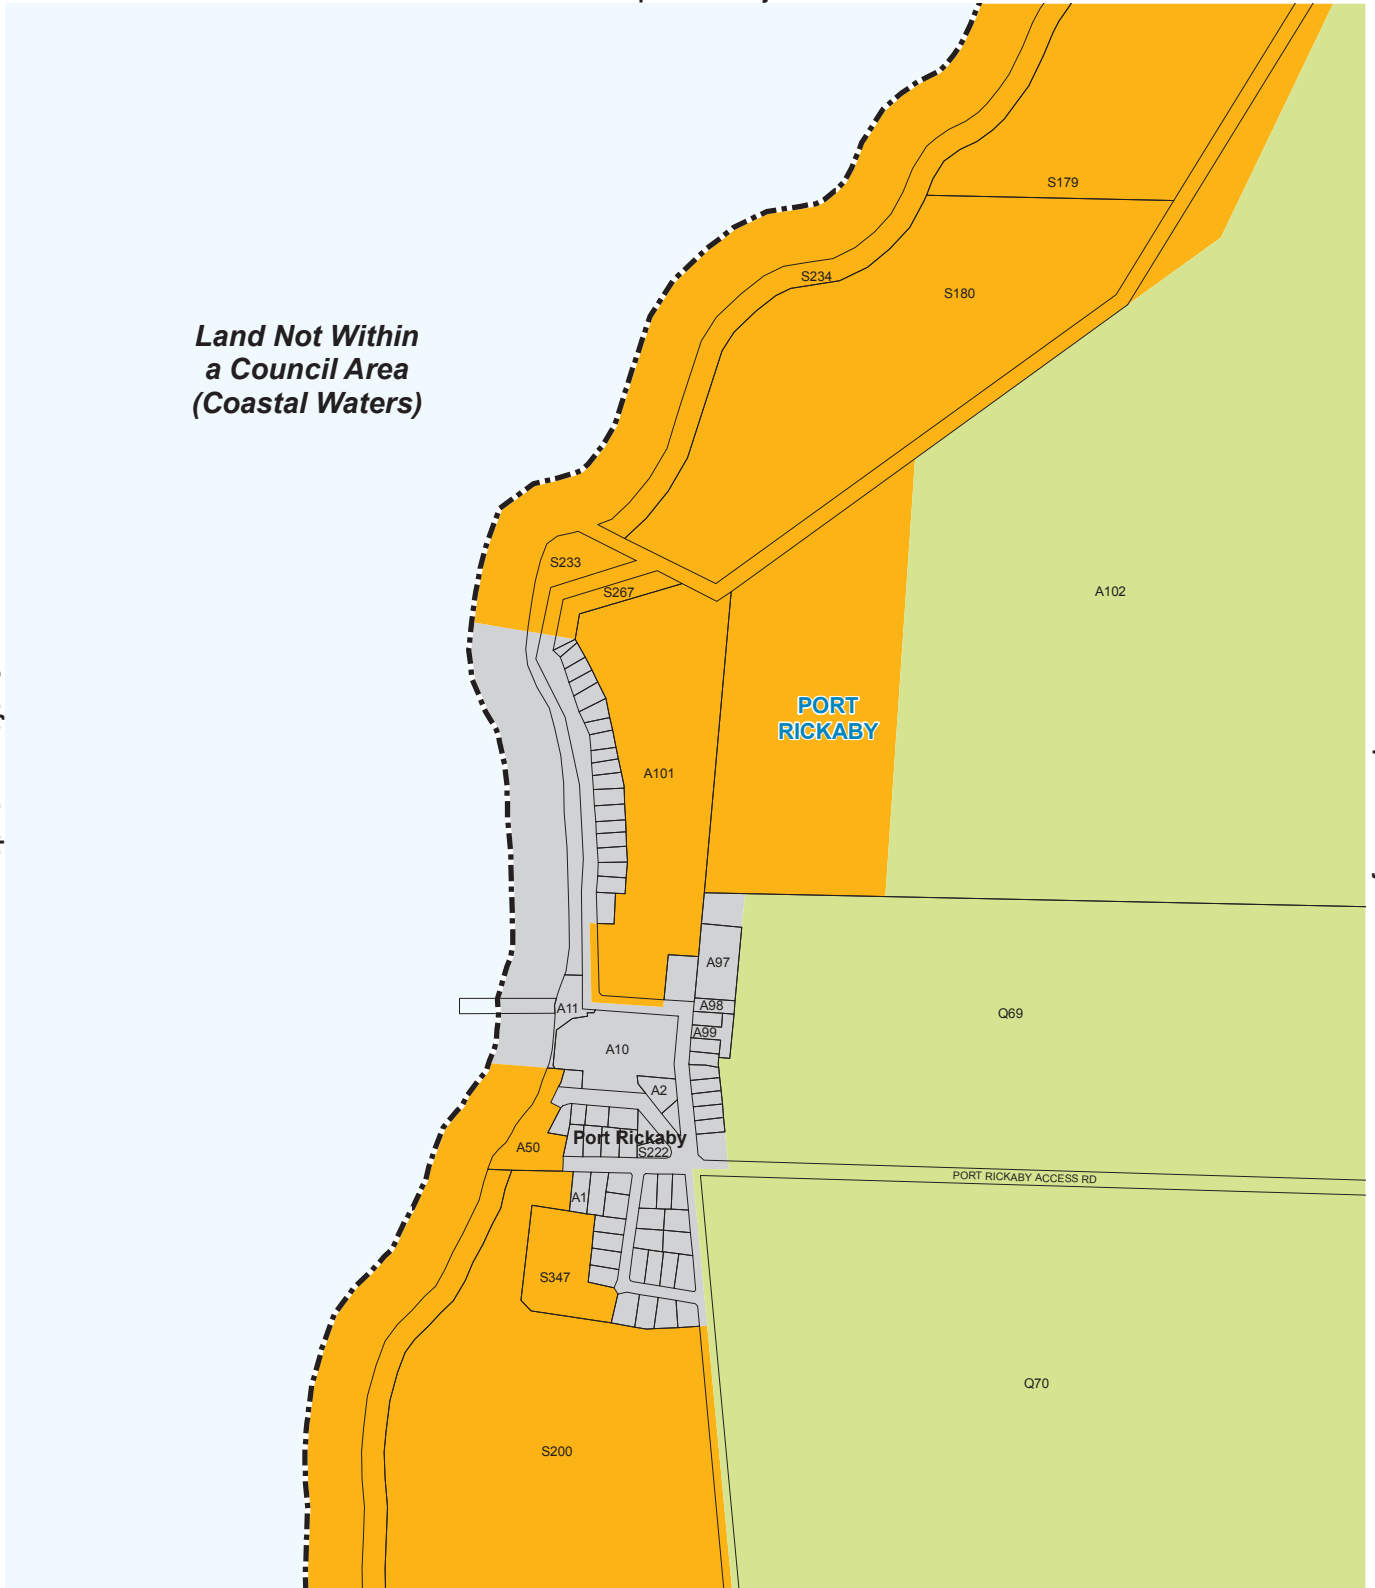 S179
S234
S180
Land Not Within
a Council Area
(Coastal Waters)
S233
S267
A102
PORT
RICKABY
A101
A97
A98
A11
Q69
A99
A10
A2
Port Rickaby
A50
S222
PORT RICKABY ACCESS RD
A1
S347
Q70
S200